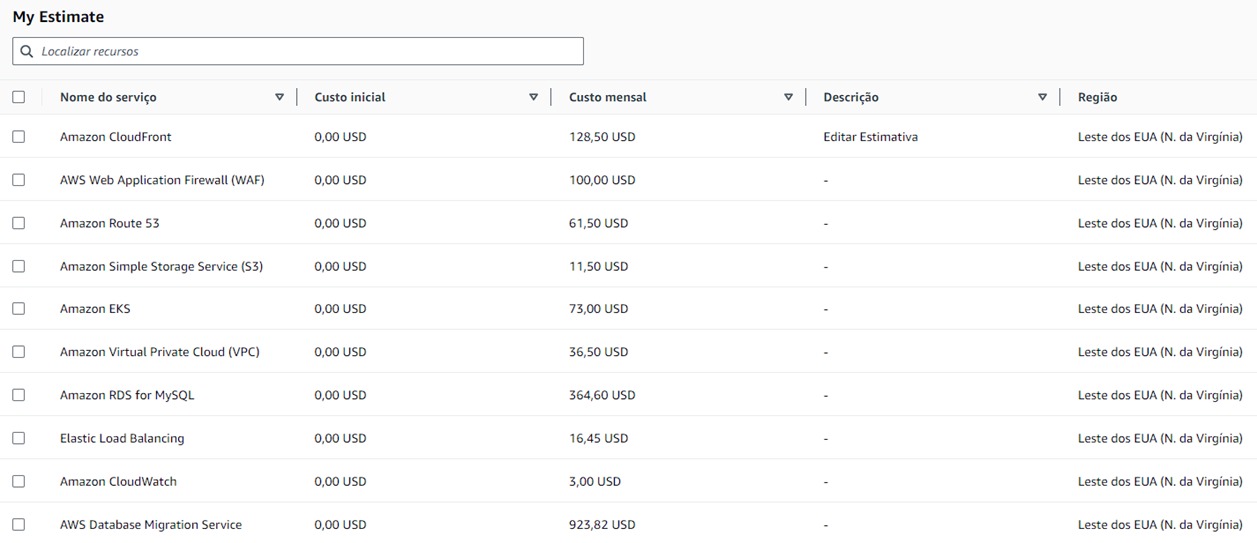 My Estimate
Localizar recursos
Nome do serviço Custo inicial Custo mensal Descrição Região
Amazon CloudFront 0,00 USD 128,50 USD Editar Estimativa Leste dos EUA (N. da Virgínia)
AWS Web Application Firewall (WAF) 0,00 USD 100,00 USD - Leste dos EUA (N. da Virgínia)
Amazon Route 53 0,00 USD 61,50 USD - Leste dos EUA (N. da Virgínia)
Amazon Simple Storage Service (S3) 0,00 USD 11,50 USD - Leste dos EUA (N. da Virgínia)
Amazon EKS 0,00 USD 73,00 USD - Leste dos EUA (N. da Virgínia)
Amazon Virtual Private Cloud (VPC) 0,00 USD 36,50 USD - Leste dos EUA (N. da Virgínia)
Amazon RDS for MySQL 0,00 USD 364,60 USD - Leste dos EUA (N. da Virgínia)
Elastic Load Balancing 0,00 USD 16,45 USD - Leste dos EUA (N. da Virgínia)
Amazon CloudWatch 0,00 USD 3,00 USD - Leste dos EUA (N. da Virgínia)
AWS Database Migration Service 0,00 USD 923,82 USD - Leste dos EUA (N. da Virgínia)